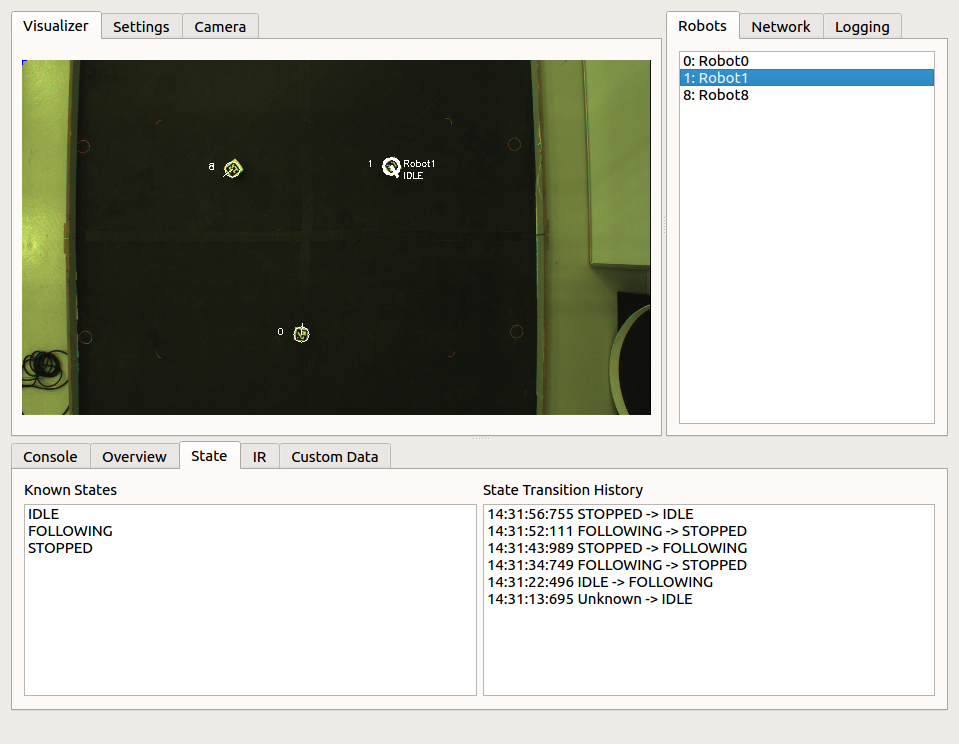 Visualizer Settings Camera
Robots Network Logging
0: Robot0
1: Robot1
8: Robot8
8
1 Robot1
IDLE
0
Console Overview State IR Custom Data
Known States
IDLE
FOLLOWING
STOPPED
State Transition History
14:31:56:755 STOPPED -> IDLE
14:31:52:111 FOLLOWING -> STOPPED
14:31:43:989 STOPPED -> FOLLOWING
14:31:34:749 FOLLOWING -> STOPPED
14:31:22:496 IDLE -> FOLLOWING
14:31:13:695 Unknown -> IDLE